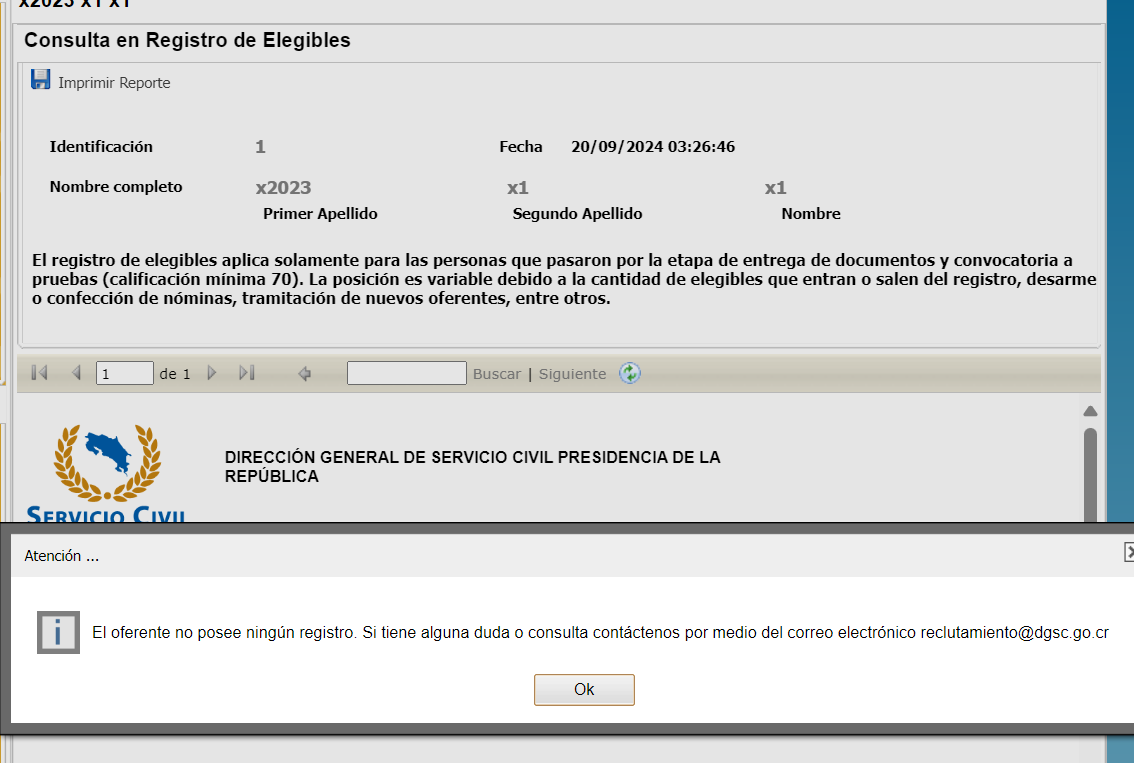 x2023 x1 x1
Consulta en Registro de Elegibles
Imprimir Reporte
Identificación 1 Fecha 20/09/2024 03:26:46
Nombre completo x2023 x1 x1
Primer Apellido Segundo Apellido Nombre
El registro de elegibles aplica solamente para las personas que pasaron por la etapa de entrega de documentos y convocatoria a
pruebas (calificación mínima 70). La posición es variable debido a la cantidad de elegibles que entran o salen del registro, desarme
o confección de nóminas, tramitación de nuevos oferentes, entre otros.
1 de 1 Buscar | Siguiente
DIRECCIÓN GENERAL DE SERVICIO CIVIL PRESIDENCIA DE LA
REPÚBLICA
SERVICIO CIVIL
Atención ...
El oferente no posee ningún registro. Si tiene alguna duda o consulta contáctenos por medio del correo electrónico reclutamiento@dgsc.go.cr
Ok